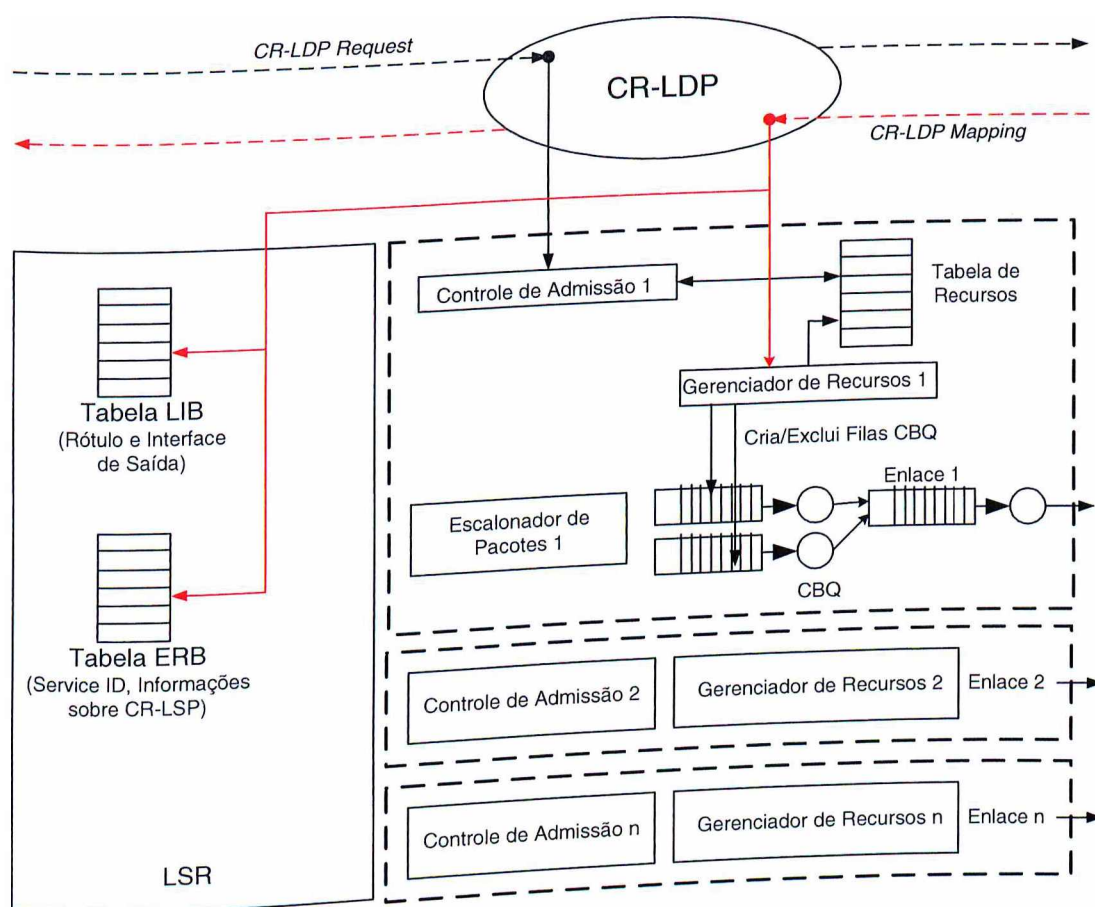 CR-LDP Request
CR-LDP
CR-LDP Mapping
Controle de Admissão 1
Tabela de
Recursos
Gerenciador de Recursos 1
Cria/Exclui Filas CBQ
Tabela LIB
(Rótulo e Interface
de Saída)
Escalonador de
Pacotes 1
Enlace 1
CBQ
Tabela ERB
(Service ID, Informações
sobre CR-LSP)
Controle de Admissão 2
Gerenciador de Recursos 2
Enlace 2
Controle de Admissão n
Gerenciador de Recursos n
Enlace n
LSR